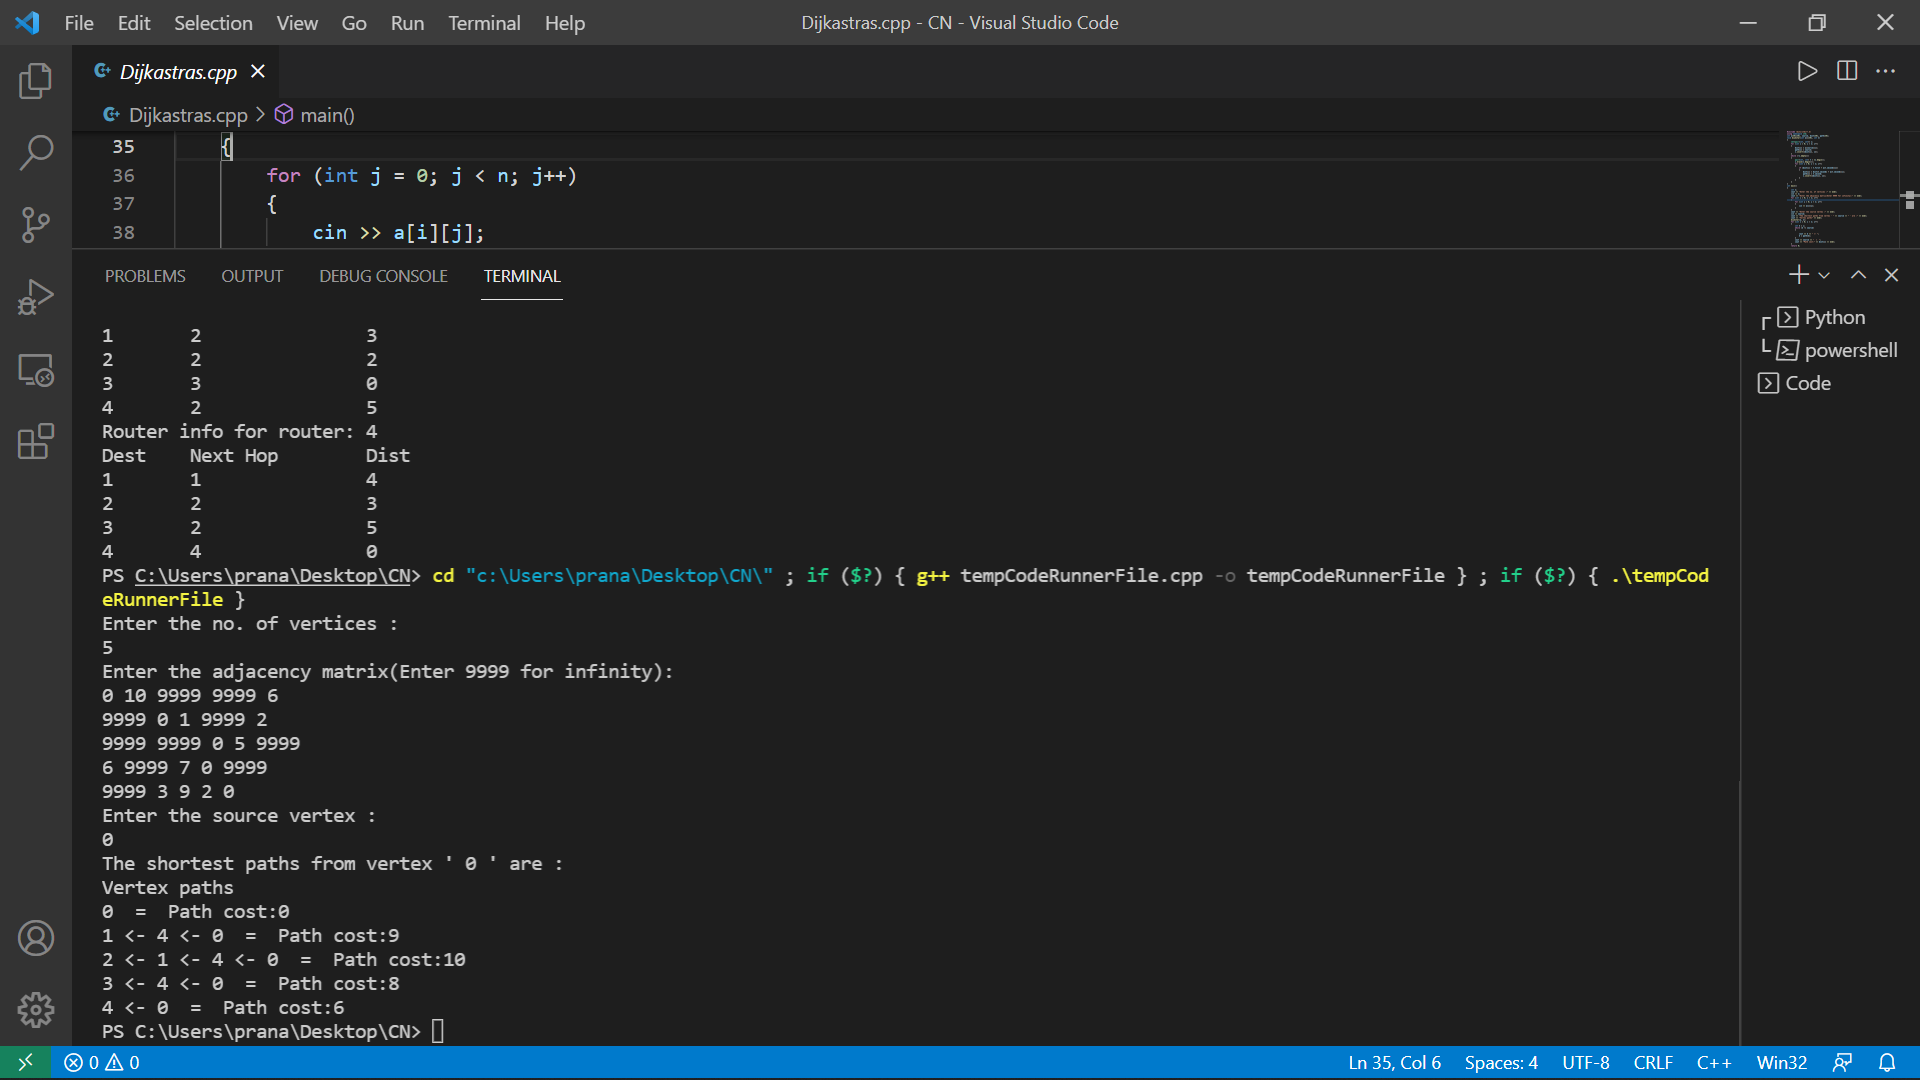 File Edit Selection View Go Run Terminal Help Dijkastras.cpp - CN - Visual Studio Code
Dijkastras.cpp
Dijkastras.cpp > main()
35 {
36 for (int j = 0; j < n; j++)
37 {
38 cin >> a[i][j];
PROBLEMS OUTPUT DEBUG CONSOLE TERMINAL
Python
powershell
Code
1 2 3
2 2 2
3 3 0
4 2 5
Router info for router: 4
Dest Next Hop Dist
1 1 4
2 2 3
3 2 5
4 4 0
PS C:\Users\prana\Desktop\CN> cd "c:\Users\prana\Desktop\CN\" ; if ($?) { g++ tempCodeRunnerFile.cpp -o tempCodeRunnerFile } ; if ($?) { .\tempCod
eRunnerFile }
Enter the no. of vertices :
5
Enter the adjacency matrix(Enter 9999 for infinity):
0 10 9999 9999 6
9999 0 1 9999 2
9999 9999 0 5 9999
6 9999 7 0 9999
9999 3 9 2 0
Enter the source vertex :
0
The shortest paths from vertex ' 0 ' are :
Vertex paths
0 = Path cost:0
1 <- 4 <- 0 = Path cost:9
2 <- 1 <- 4 <- 0 = Path cost:10
3 <- 4 <- 0 = Path cost:8
4 <- 0 = Path cost:6
PS C:\Users\prana\Desktop\CN>
0 0 Ln 35, Col 6 Spaces: 4 UTF-8 CRLF C++ Win32